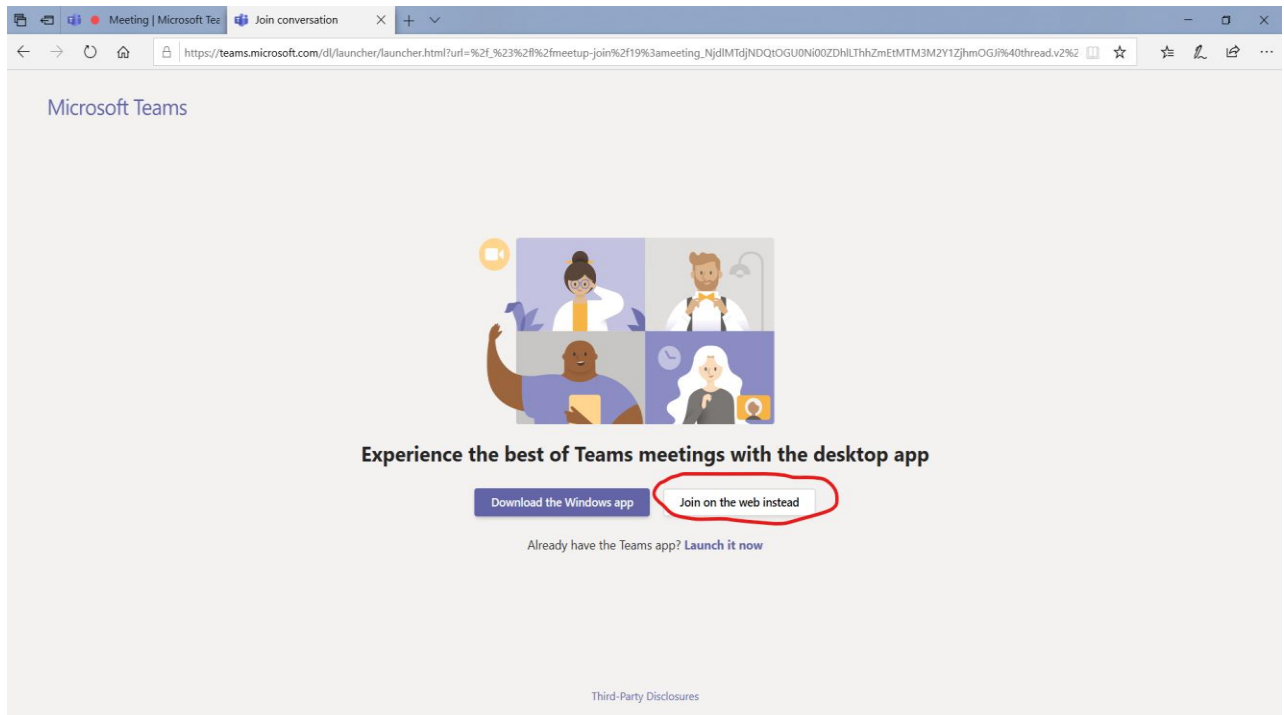 Meeting | Microsoft Tea
Join conversation
https://teams.microsoft.com/dl/launcher/launcher.html?url=%2f_%23%2fl%2fmeetup-join%2f19%3ameeting_NjdlMTdjNDQtOGU0Ni00ZDhlLThhZmEtMTM3M2Y1ZjhmOGJi%40thread.v2%2
Microsoft Teams
Experience the best of Teams meetings with the desktop app
Download the Windows app
Join on the web instead
Already have the Teams app? Launch it now
Third-Party Disclosures